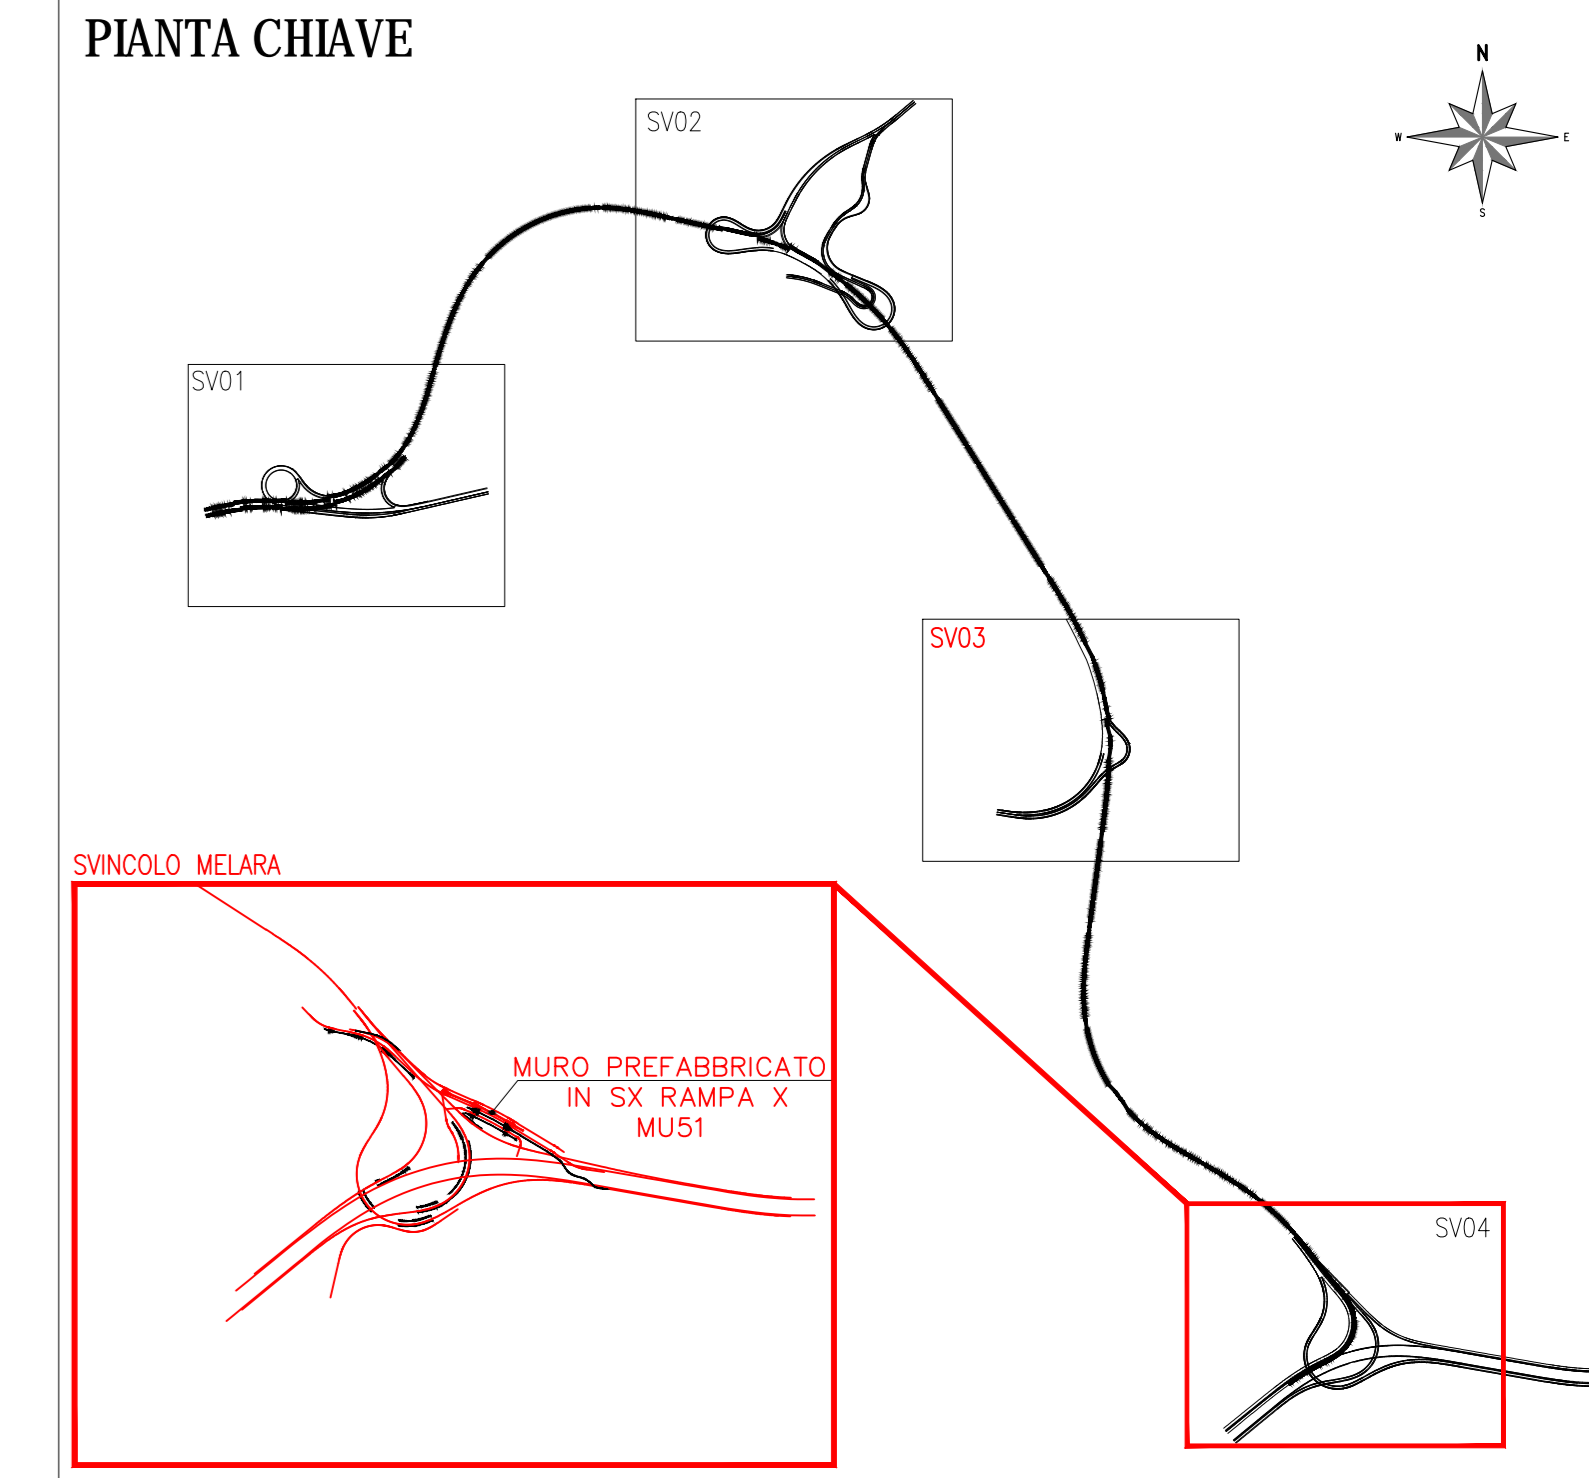 PIANTA CHIAVE
N
W
E
S
SV02
SV01
SV03
SVINCOLO MELARA
MURO PREFABBRICATO
IN SX RAMPA X
MU51
SV04